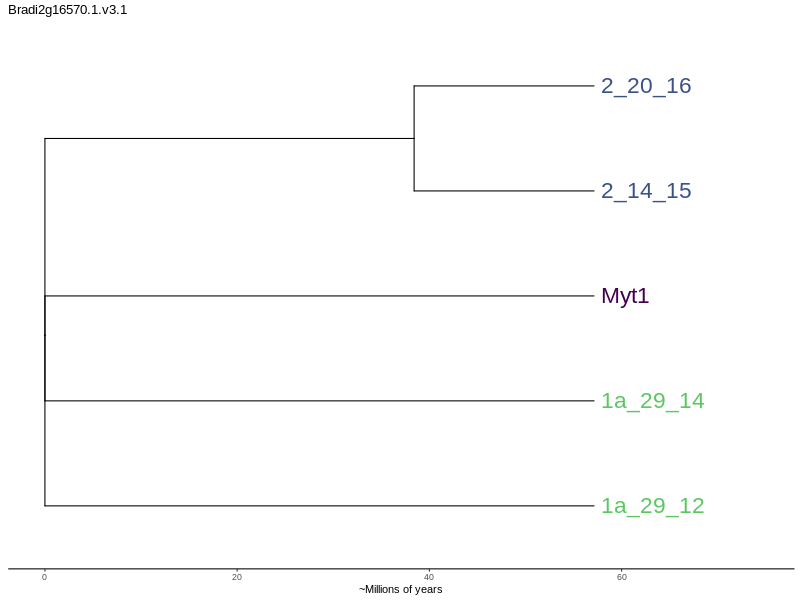 Bradi2g16570.1.v3.1
2_20_16
2_14_15
Myt1
1a_29_14
1a_29_12
0 20 40 60
~Millions of years